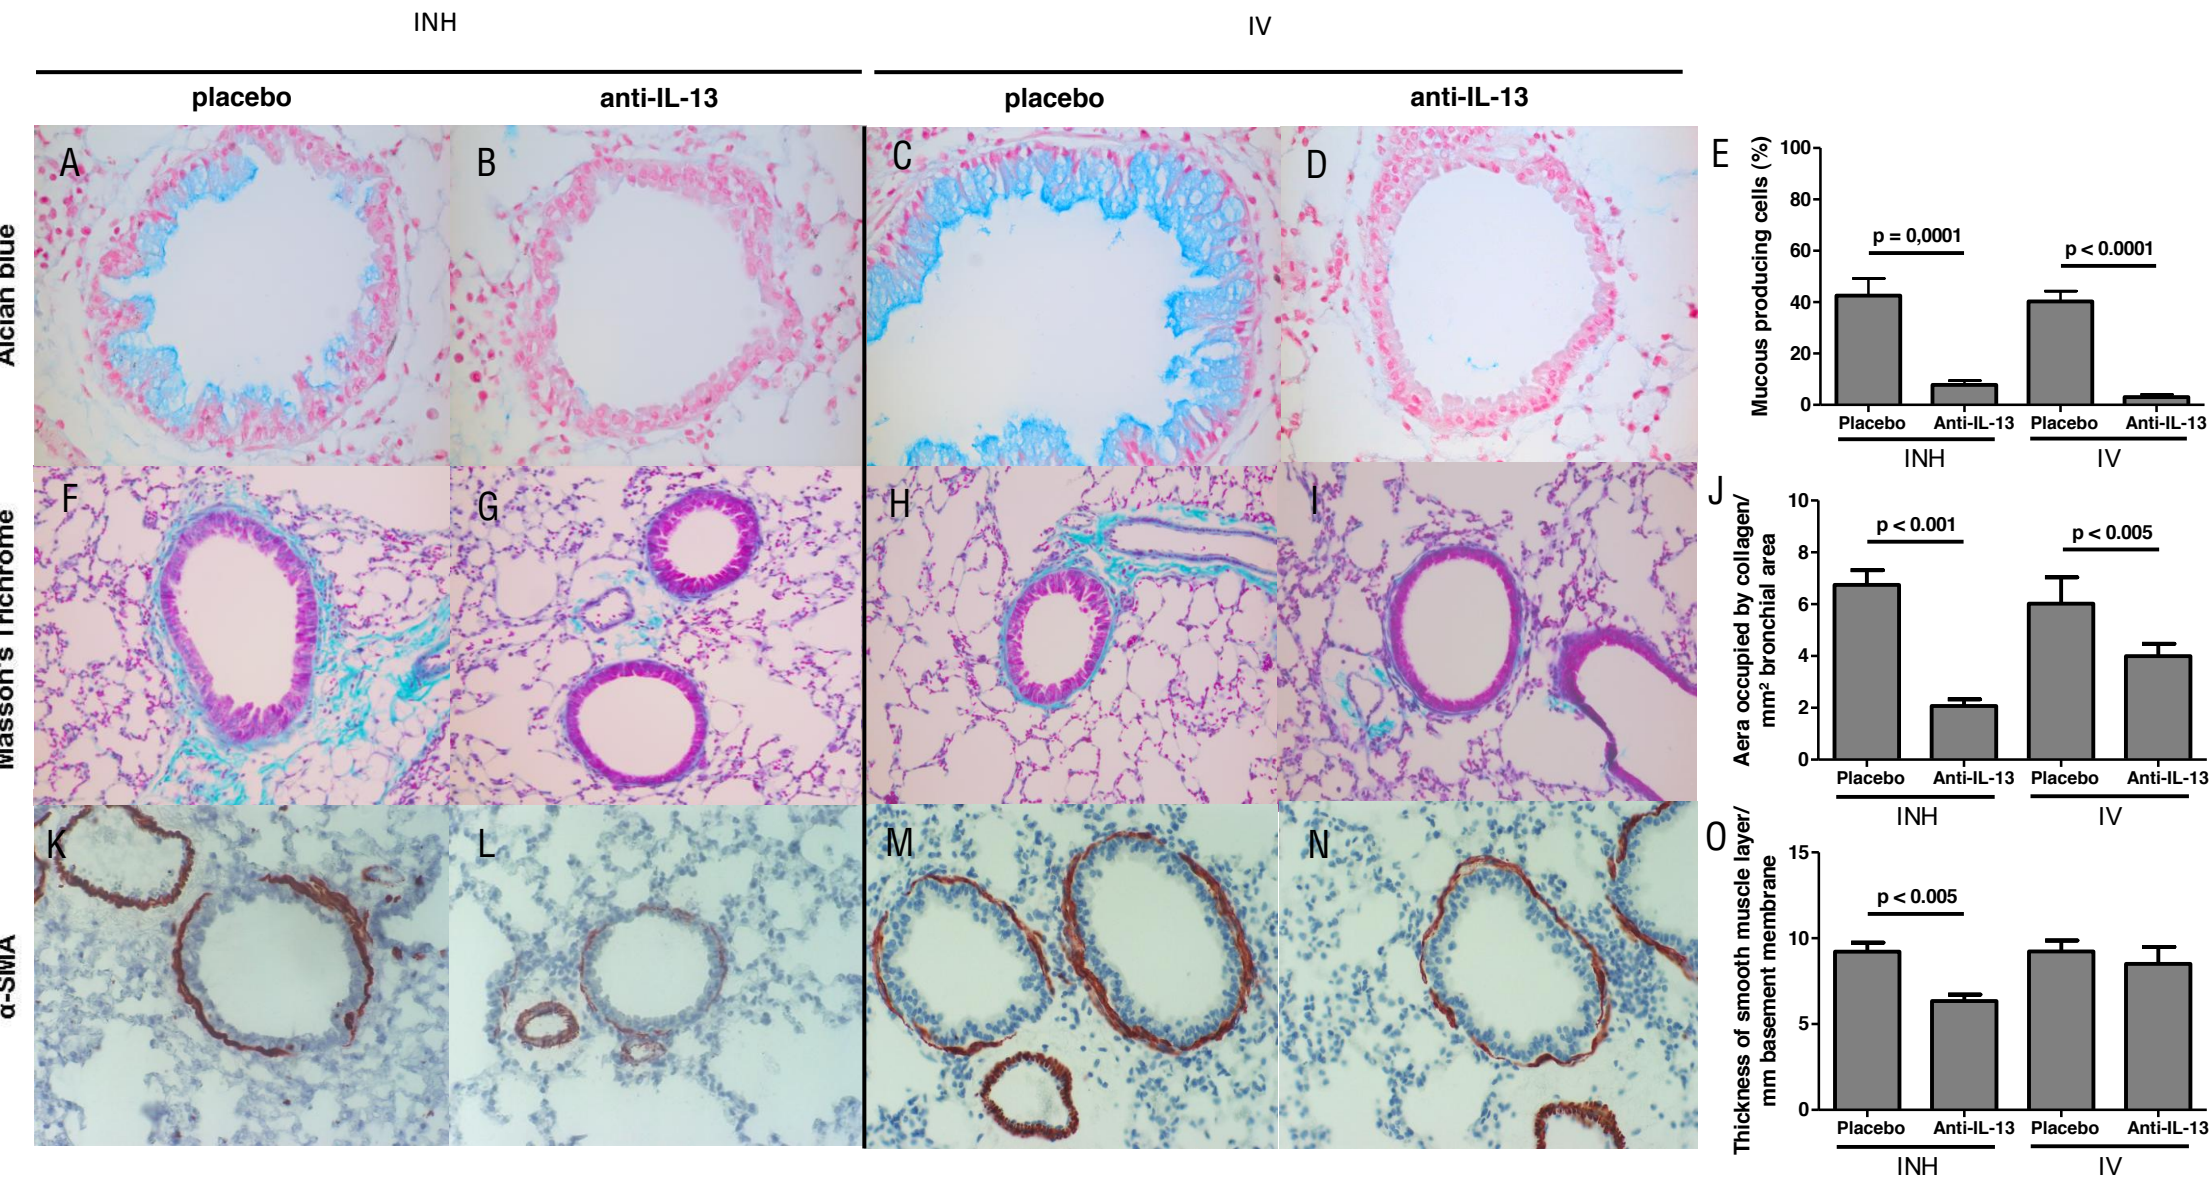 INH
IV
placebo
anti-IL-13
placebo
anti-IL-13
Alcian blue
A
B
C
D
E
Mucous producing cells (%)
100
80
60
40
20
0
p = 0,0001
p < 0.0001
Placebo
Anti-IL-13
Placebo
Anti-IL-13
INH
IV
Masson's Trichrome
F
G
H
I
J
Aera occupied by collagen/
mm² bronchial area
10
8
6
4
2
0
p < 0.001
p < 0.005
Placebo
Anti-IL-13
Placebo
Anti-IL-13
INH
IV
α-SMA
K
L
M
N
O
Thickness of smooth muscle layer/
mm basement membrane
15
10
5
0
p < 0.005
Placebo
Anti-IL-13
Placebo
Anti-IL-13
INH
IV